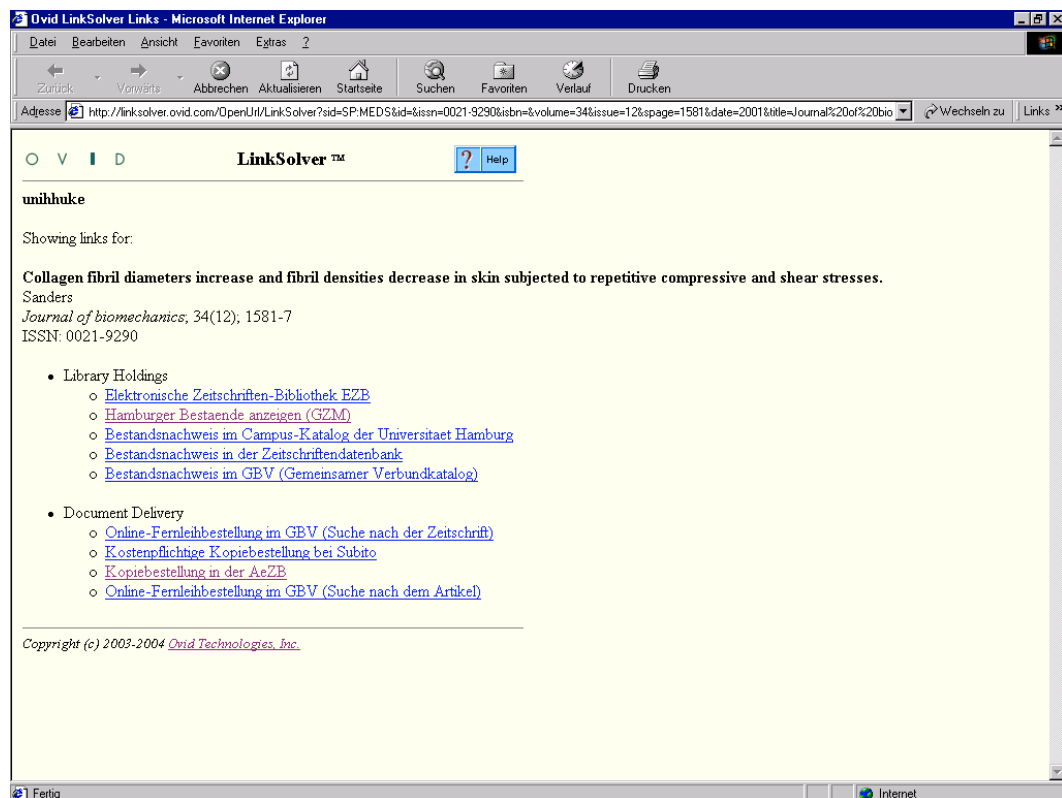 Ovid LinkSolver Links - Microsoft Internet Explorer
Datei Bearbeiten Ansicht Favoriten Extras ?
Zurück Vorwärts Abbrechen Aktualisieren Startseite Suchen Favoriten Verlauf Drucken
Adresse http://linksolver.ovid.com/OpenUrl/LinkSolver?sid=SP:MEDS&id=&issn=0021-9290&isbn=&volume=34&issue=12&spage=1581&date=2001&title=Journal%20of%20bio Wechseln zu Links »
O V I D LinkSolver ™ ? Help
unihhuke
Showing links for:
Collagen fibril diameters increase and fibril densities decrease in skin subjected to repetitive compressive and shear stresses.
Sanders
Journal of biomechanics; 34(12); 1581-7
ISSN: 0021-9290
• Library Holdings
o Elektronische Zeitschriften-Bibliothek EZB
o Hamburger Bestaende anzeigen (GZM)
o Bestandsnachweis im Campus-Katalog der Universitaet Hamburg
o Bestandsnachweis in der Zeitschriftendatenbank
o Bestandsnachweis im GBV (Gemeinsamer Verbundkatalog)
• Document Delivery
o Online-Fernleihbestellung im GBV (Suche nach der Zeitschrift)
o Kostenpflichtige Kopiebestellung bei Subito
o Kopiebestellung in der AeZB
o Online-Fernleihbestellung im GBV (Suche nach dem Artikel)
Copyright (c) 2003-2004 Ovid Technologies, Inc.
Fertig Internet